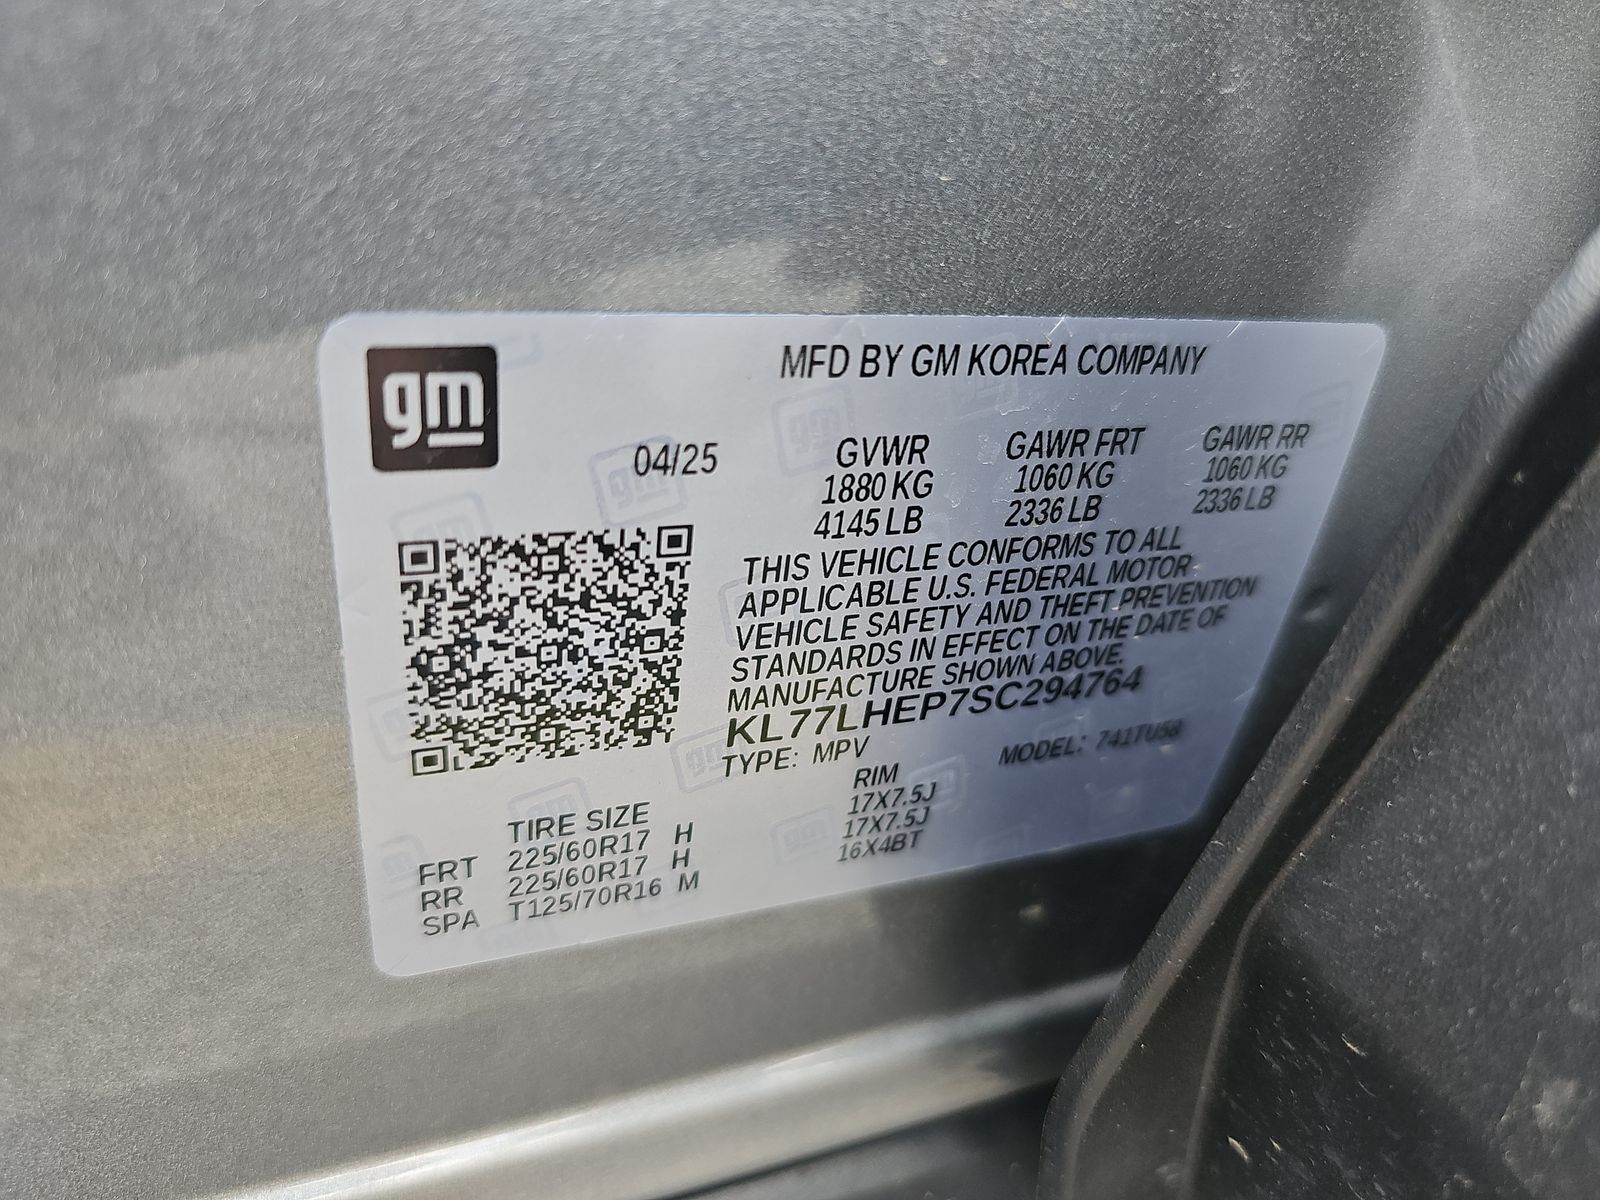 gm
MFD BY GM KOREA COMPANY
04/25
GVWR GAWR FRT GAWR RR
1880 KG 1060 KG 1060 KG
4145 LB 2336 LB 2336 LB
THIS VEHICLE CONFORMS TO ALL
APPLICABLE U.S. FEDERAL MOTOR
VEHICLE SAFETY AND THEFT PREVENTION
STANDARDS IN EFFECT ON THE DATE OF
MANUFACTURE SHOWN ABOVE.
KL77LHEP7SC294764
TYPE: MPV MODEL: 741TU58
TIRE SIZE RIM
FRT 225/60R17 H 17X7.5J
RR 225/60R17 H 17X7.5J
SPA T125/70R16 M 16X4BT